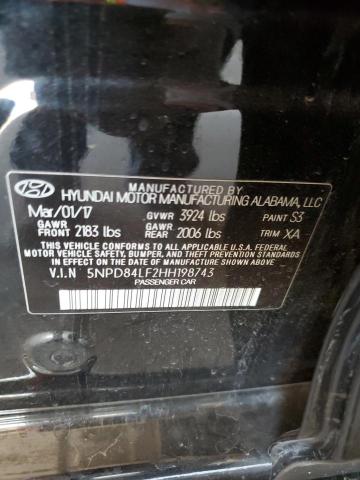 MANUFACTURED BY
HYUNDAI MOTOR MANUFACTURING ALABAMA, LLC
Mar/01/17 GVWR 3924 lbs PAINT S3
GAWR FRONT 2183 lbs GAWR REAR 2006 lbs TRIM XA
THIS VEHICLE CONFORMS TO ALL APPLICABLE U.S. FEDERAL
MOTOR VEHICLE SAFETY, BUMPER, AND THEFT PREVENTION
STANDARDS IN EFFECT ON THE DATE OF MANUFACTURE SHOWN ABOVE.
V.I.N 5NPD84LF2HH198743
PASSENGER CAR